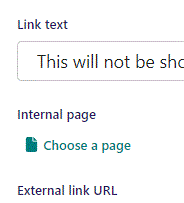 Link text
This will not be sho
Internal page
Choose a page
External link URL